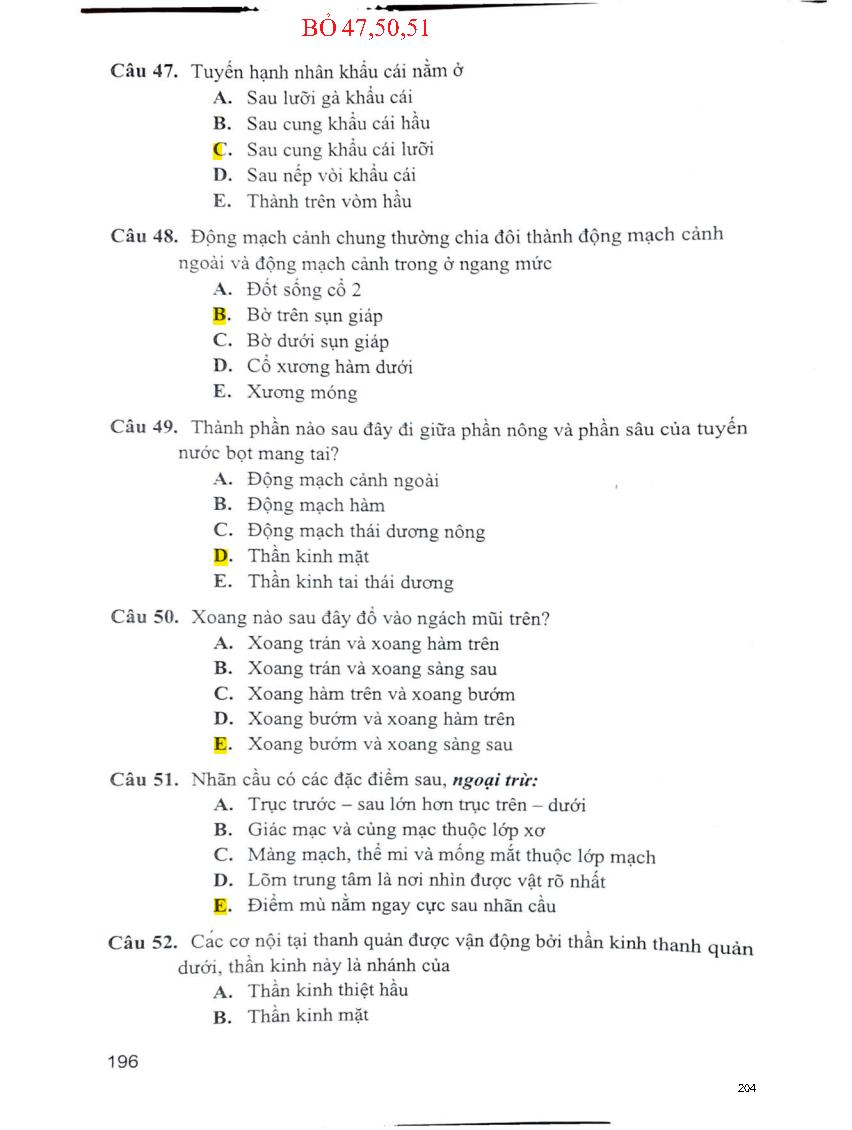 BỎ 47,50,51
Câu 47. Tuyến hạnh nhân khẩu cái nằm ở
A. Sau lưỡi gà khẩu cái
B. Sau cung khẩu cái hầu
C. Sau cung khẩu cái lưỡi
D. Sau nếp vòi khẩu cái
E. Thành trên vòm hầu
Câu 48. Động mạch cảnh chung thường chia đôi thành động mạch cảnh
ngoài và động mạch cảnh trong ở ngang mức
A. Đốt sống cổ 2
B. Bờ trên sụn giáp
C. Bờ dưới sụn giáp
D. Cổ xương hàm dưới
E. Xương móng
Câu 49. Thành phần nào sau đây đi giữa phần nông và phần sâu của tuyến
nước bọt mang tai?
A. Động mạch cảnh ngoài
B. Động mạch hàm
C. Động mạch thái dương nông
D. Thần kinh mặt
E. Thần kinh tai thái dương
Câu 50. Xoang nào sau đây đổ vào ngách mũi trên?
A. Xoang trán và xoang hàm trên
B. Xoang trán và xoang sàng sau
C. Xoang hàm trên và xoang bướm
D. Xoang bướm và xoang hàm trên
E. Xoang bướm và xoang sàng sau
Câu 51. Nhãn cầu có các đặc điểm sau, ngoại trừ:
A. Trục trước – sau lớn hơn trục trên – dưới
B. Giác mạc và củng mạc thuộc lớp xơ
C. Màng mạch, thể mi và mống mắt thuộc lớp mạch
D. Lõm trung tâm là nơi nhìn được vật rõ nhất
E. Điểm mù nằm ngay cực sau nhãn cầu
Câu 52. Các cơ nội tại thanh quản được vận động bởi thần kinh thanh quản
dưới, thần kinh này là nhánh của
A. Thần kinh thiệt hầu
B. Thần kinh mặt
196
204